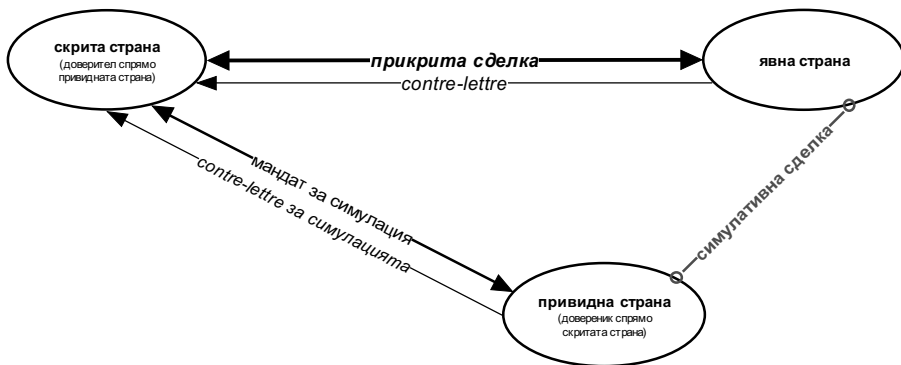 скрита страна
(доверител спрямо
привидната страна)
прикрита сделка
contre-lettre
явна страна
мандат за симулация
contre-lettre за симулацията
симулативна сделка
привидна страна
(довереник спрямо
скритата страна)